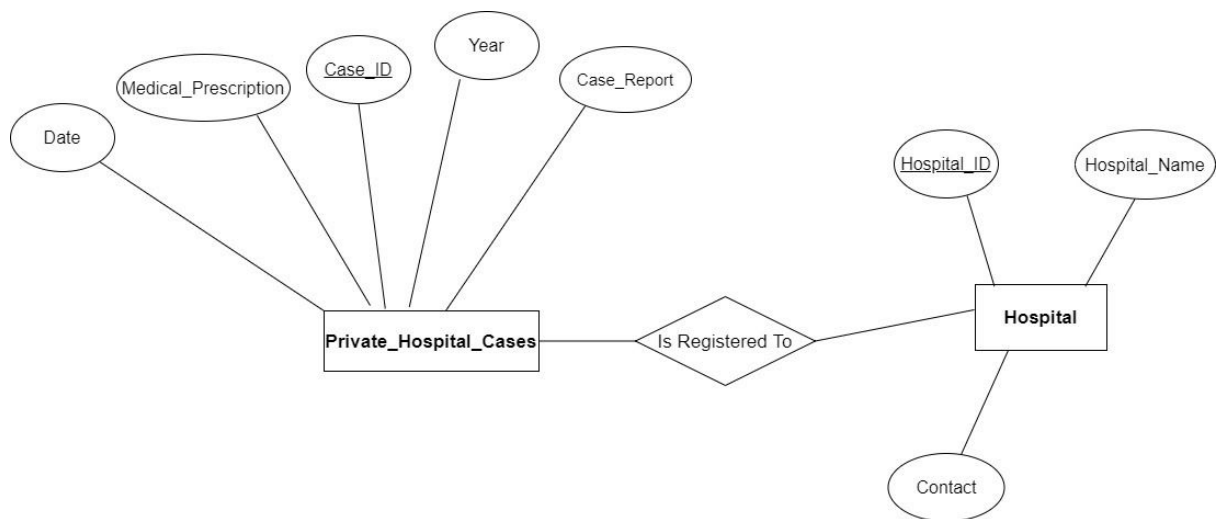 Year
Case_ID
Case_Report
Medical_Prescription
Date
Hospital_ID
Hospital_Name
Private_Hospital_Cases
Is Registered To
Hospital
Contact